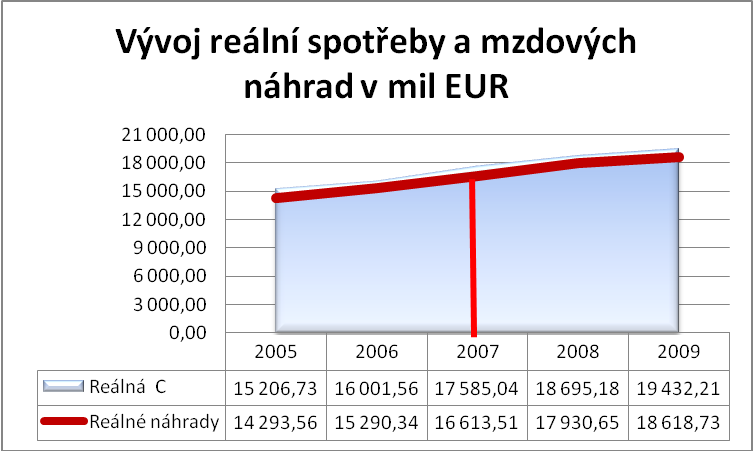 Vývoj reální spotřeby a mzdových
náhrad v mil EUR
21 000,00
18 000,00
15 000,00
12 000,00
9 000,00
6 000,00
3 000,00
0,00
2005 2006 2007 2008 2009
Reálná C 15 206,73 16 001,56 17 585,04 18 695,18 19 432,21
Reálné náhrady 14 293,56 15 290,34 16 613,51 17 930,65 18 618,73